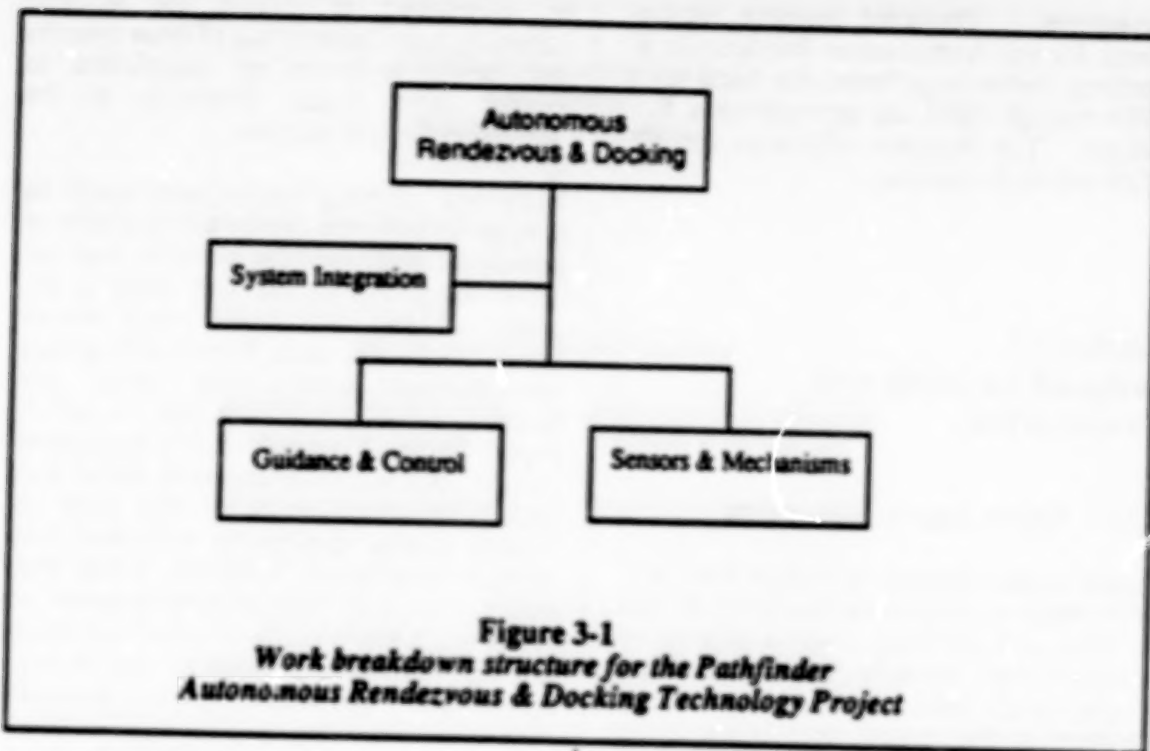 Autonomous
Rendezvous & Docking
System Integration
Guidance & Control
Sensors & Mechanisms
Figure 3-1
Work breakdown structure for the Pathfinder
Autonomous Rendezvous & Docking Technology Project